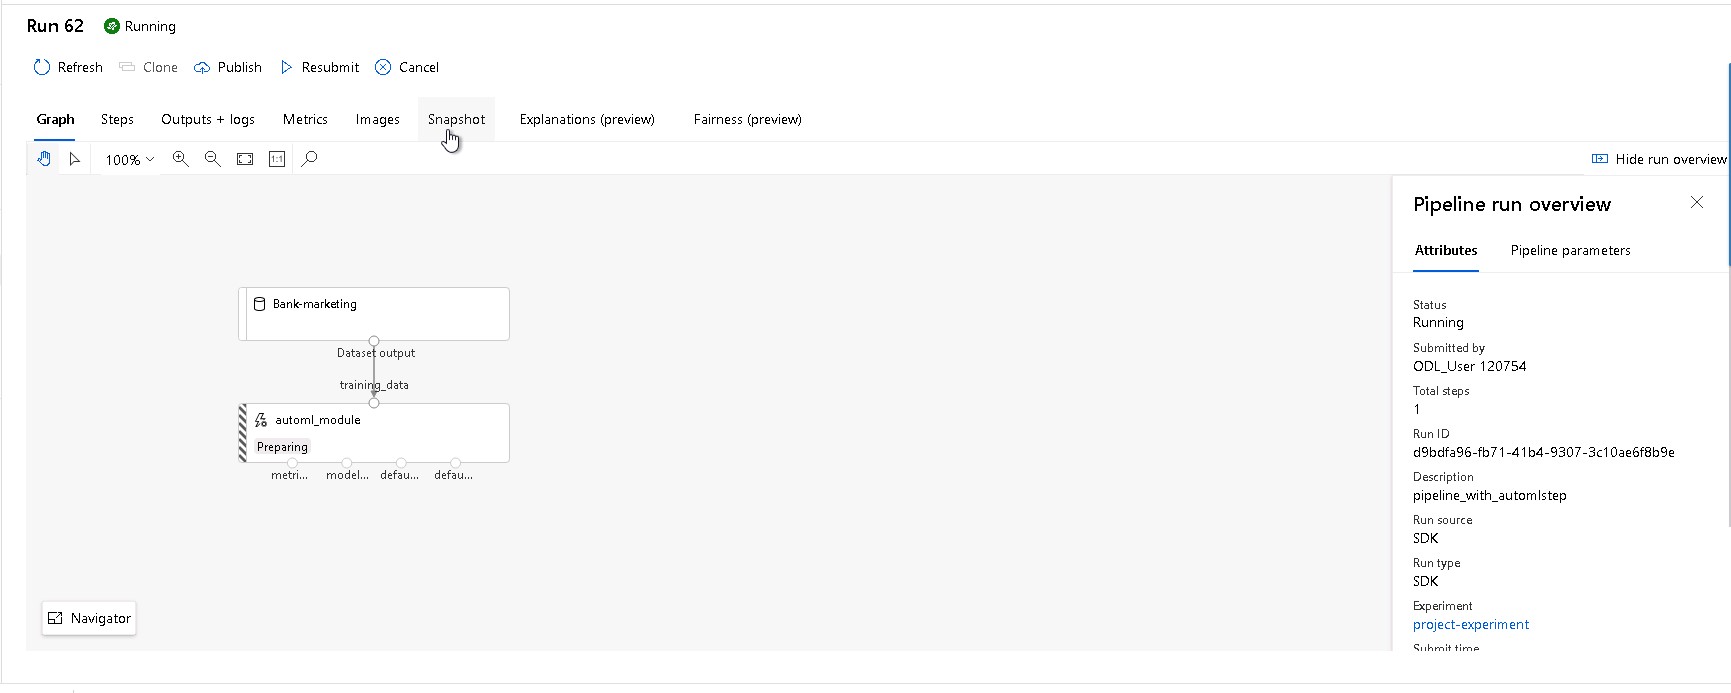 Run 62 Running
Refresh Clone Publish Resubmit Cancel
Graph Steps Outputs + logs Metrics Images Snapshot Explanations (preview) Fairness (preview)
100% 1:1 Hide run overview
Bank-marketing
Dataset output
training_data
automl_module
Preparing
metri... model... defau... defau...
Navigator
Pipeline run overview
Attributes Pipeline parameters
Status
Running
Submitted by
ODL_User 120754
Total steps
1
Run ID
d9bdfa96-fb71-41b4-9307-3c10ae6f8b9e
Description
pipeline_with_automlstep
Run source
SDK
Run type
SDK
Experiment
project-experiment
Submit time